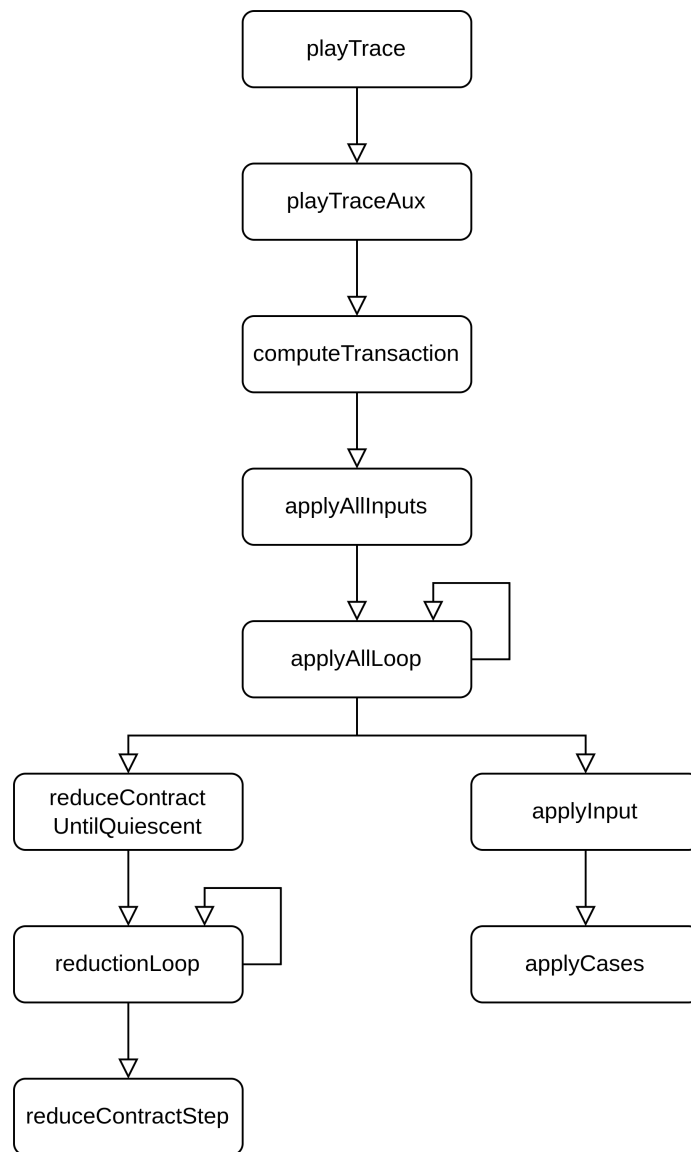 playTrace
playTraceAux
computeTransaction
applyAllInputs
applyAllLoop
reduceContract
UntilQuiescent
applyInput
reductionLoop
applyCases
reduceContractStep